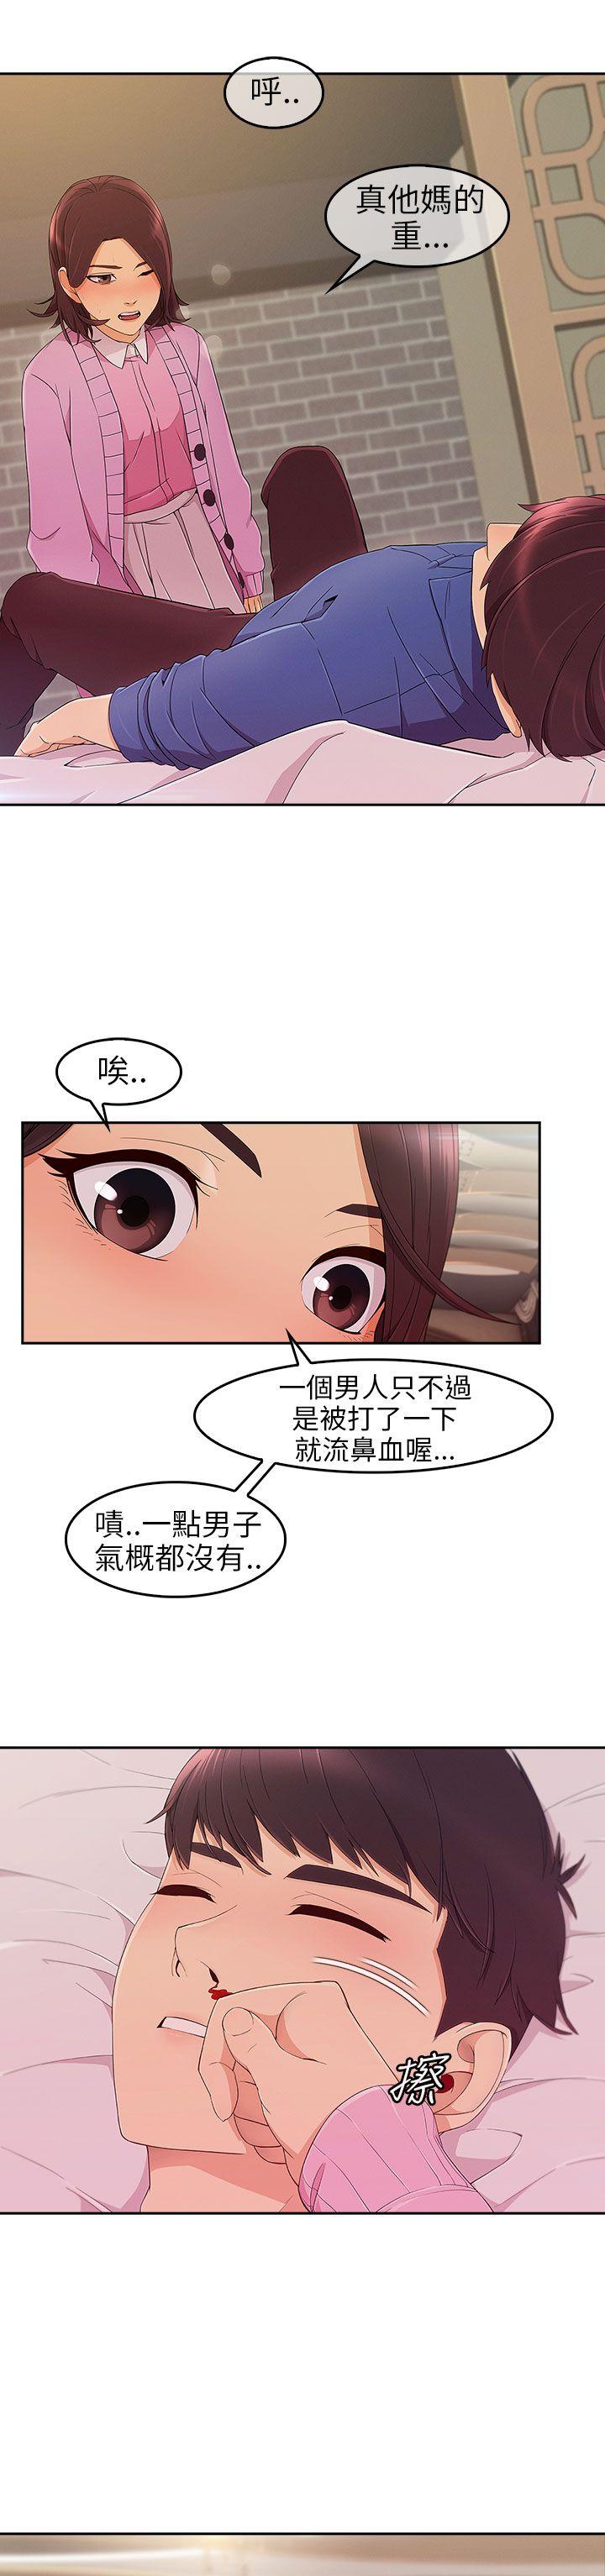 呼..
真他媽的
重...
唉..
一個男人只不過
是被打了一下
就流鼻血喔...
嘖..一點男子
氣概都沒有..
擦